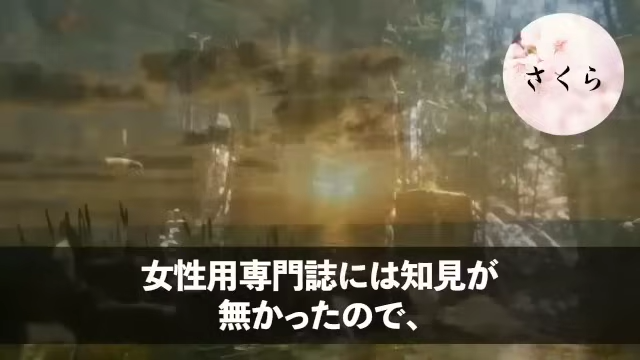 さくら
女性用専門誌には知見が
無かったので、